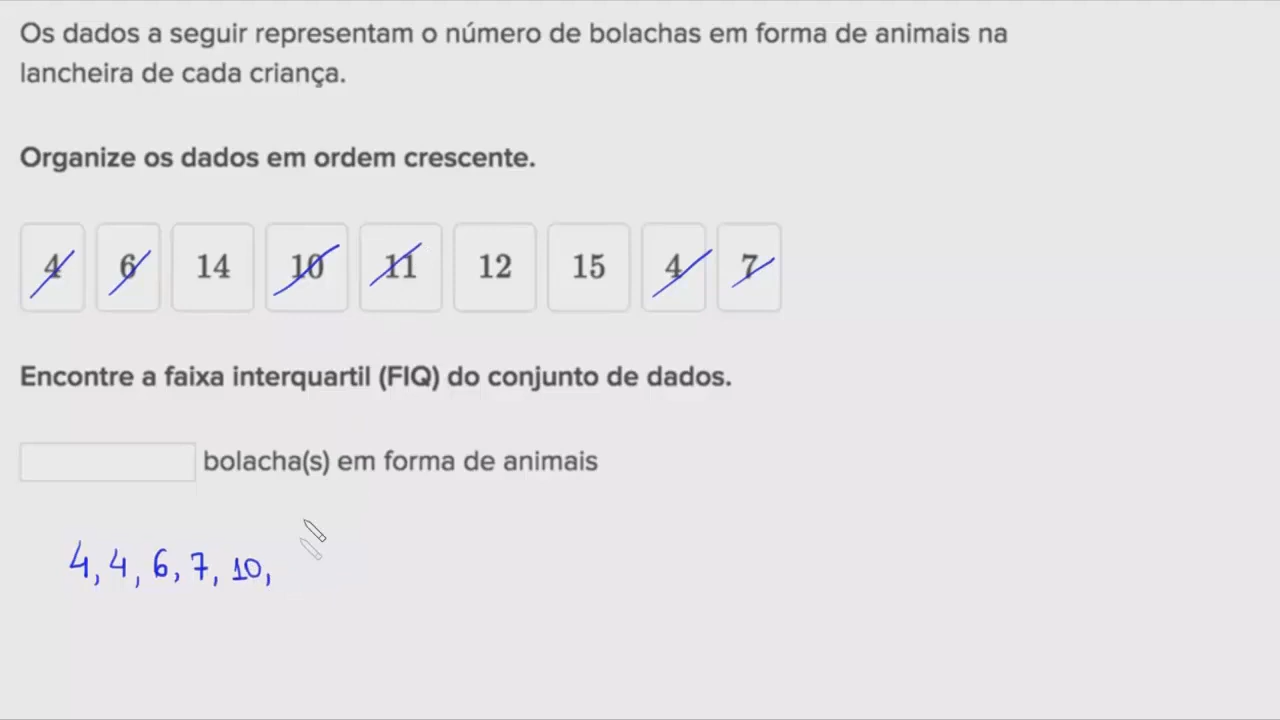 Os dados a seguir representam o número de bolachas em forma de animais na
lancheira de cada criança.
Organize os dados em ordem crescente.
4 6 14 10 11 12 15 4 7
Encontre a faixa interquartil (FIQ) do conjunto de dados.
bolacha(s) em forma de animais
4, 4, 6, 7, 10,